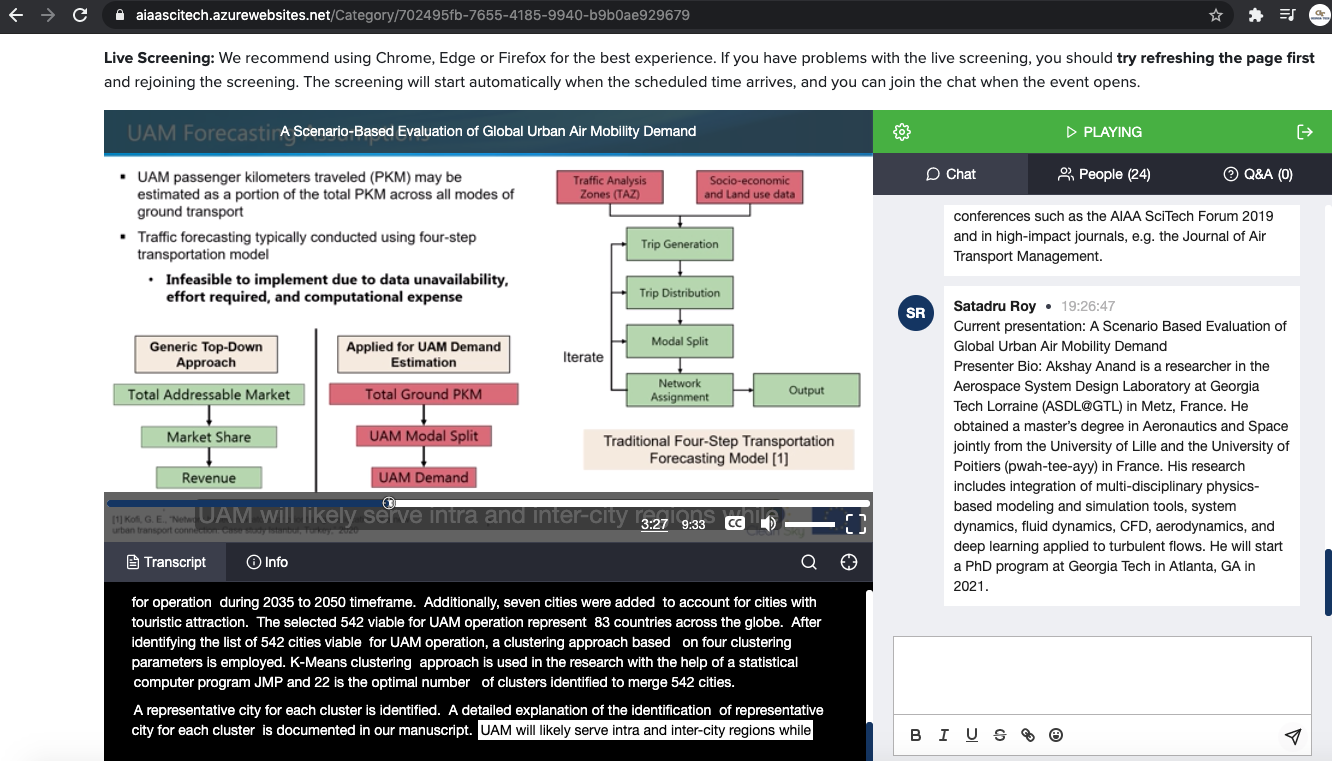 aiaascitech.azurewebsites.net/Category/702495fb-7655-4185-9940-b9b0ae929679
Live Screening: We recommend using Chrome, Edge or Firefox for the best experience. If you have problems with the live screening, you should try refreshing the page first
and rejoining the screening. The screening will start automatically when the scheduled time arrives, and you can join the chat when the event opens.
UAM Forecasting Assumptions
A Scenario-Based Evaluation of Global Urban Air Mobility Demand
▪ UAM passenger kilometers traveled (PKM) may be
estimated as a portion of the total PKM across all modes of
ground transport
▪ Traffic forecasting typically conducted using four-step
transportation model
• Infeasible to implement due to data unavailability,
effort required, and computational expense
Generic Top-Down
Approach
Total Addressable Market
Market Share
Revenue
Applied for UAM Demand
Estimation
Total Ground PKM
UAM Modal Split
UAM Demand
Traffic Analysis
Zones (TAZ)
Socio-economic
and Land use data
Trip Generation
Trip Distribution
Modal Split
Iterate
Network
Assignment
Output
Traditional Four-Step Transportation
Forecasting Model [1]
[1] Kofi, G. E., "Networ
urban transport connection: Case study Istanbul, Turkey," 2020
UAM will likely serve intra and inter-city regions while
3:27 9:33 CC
Transcript Info
for operation during 2035 to 2050 timeframe. Additionally, seven cities were added to account for cities with
touristic attraction. The selected 542 viable for UAM operation represent 83 countries across the globe. After
identifying the list of 542 cities viable for UAM operation, a clustering approach based on four clustering
parameters is employed. K-Means clustering approach is used in the research with the help of a statistical
computer program JMP and 22 is the optimal number of clusters identified to merge 542 cities.
A representative city for each cluster is identified. A detailed explanation of the identification of representative
city for each cluster is documented in our manuscript. UAM will likely serve intra and inter-city regions while
PLAYING
Chat People (24) Q&A (0)
conferences such as the AIAA SciTech Forum 2019
and in high-impact journals, e.g. the Journal of Air
Transport Management.
SR
Satadru Roy • 19:26:47
Current presentation: A Scenario Based Evaluation of
Global Urban Air Mobility Demand
Presenter Bio: Akshay Anand is a researcher in the
Aerospace System Design Laboratory at Georgia
Tech Lorraine (ASDL@GTL) in Metz, France. He
obtained a master's degree in Aeronautics and Space
jointly from the University of Lille and the University of
Poitiers (pwah-tee-ayy) in France. His research
includes integration of multi-disciplinary physics-
based modeling and simulation tools, system
dynamics, fluid dynamics, CFD, aerodynamics, and
deep learning applied to turbulent flows. He will start
a PhD program at Georgia Tech in Atlanta, GA in
2021.
B I U S